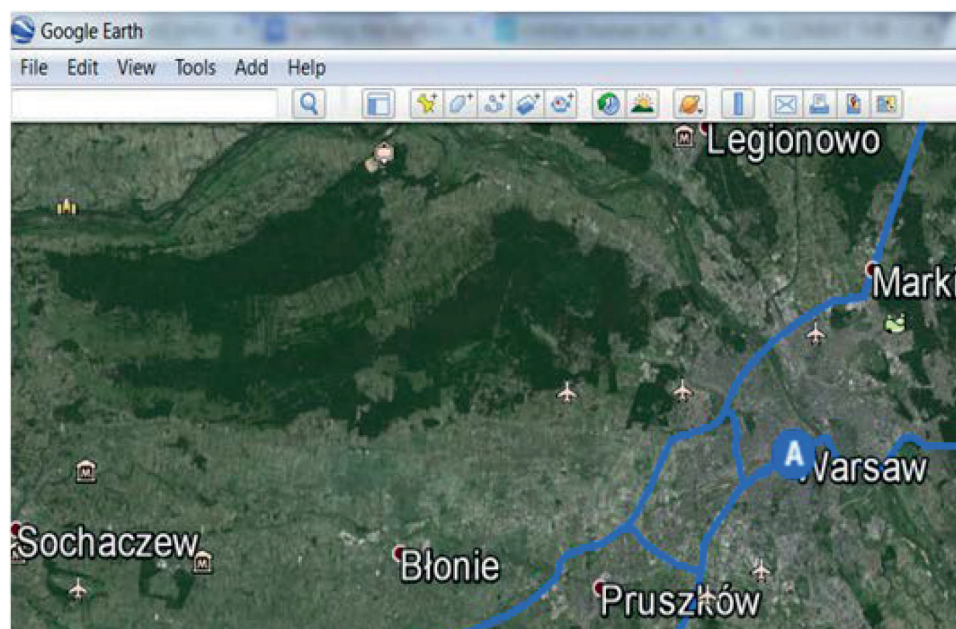 Google Earth
File Edit View Tools Add Help
Legionowo
Marki
A
Warsaw
Sochaczew
Błonie
Pruszków